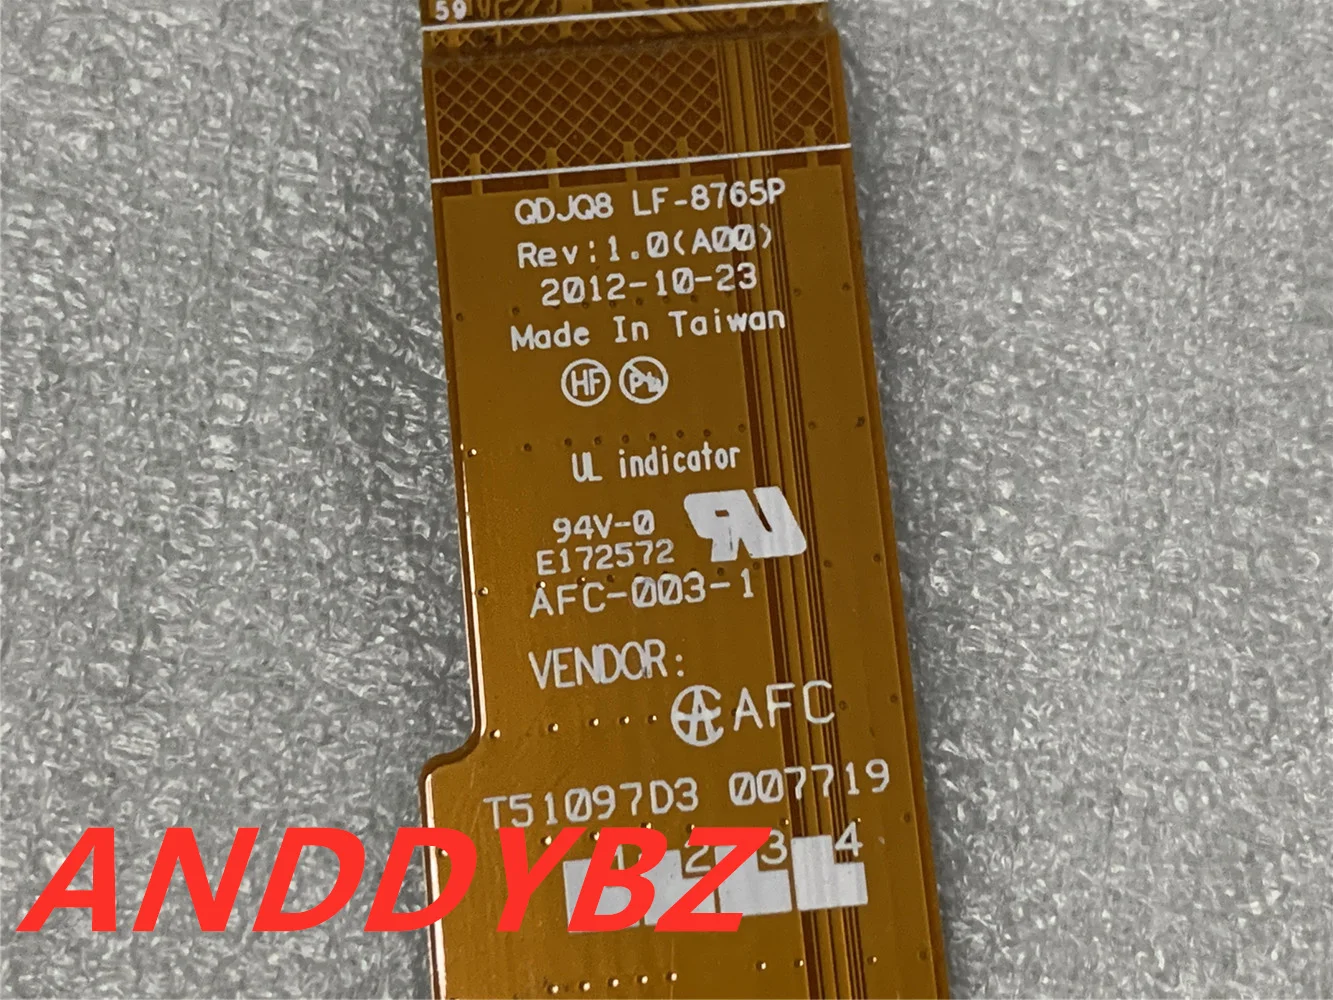 59
QDJQ8 LF-8765P
Rev:1.0(A00)
2012-10-23
Made In Taiwan
HF Pb
UL indicator
94V-0
E172572
AFC-003-1
VENDOR:
AFC
T51097D3 007719
1 2 3 4
ANDDYBZ